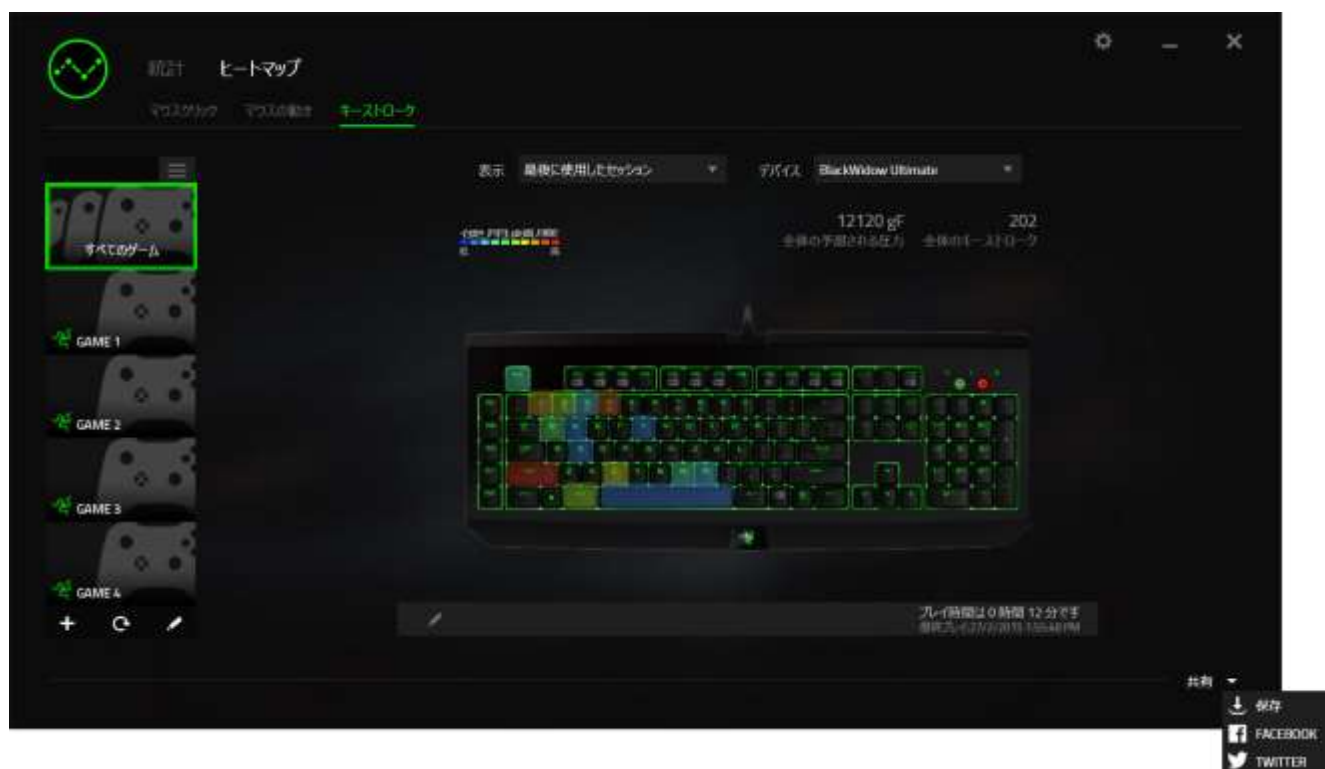 統計 ヒートマップ
マウスクリック マウスの動き キーストローク
表示 最後に使用したセッション デバイス BlackWidow Ultimate
12120 gF 202
全体の予測される圧力 全体のキーストローク
低 高
すべてのゲーム
GAME 1
GAME 2
GAME 3
GAME 4
プレイ時間は 0 時間 12 分です
共有
保存
FACEBOOK
TWITTER